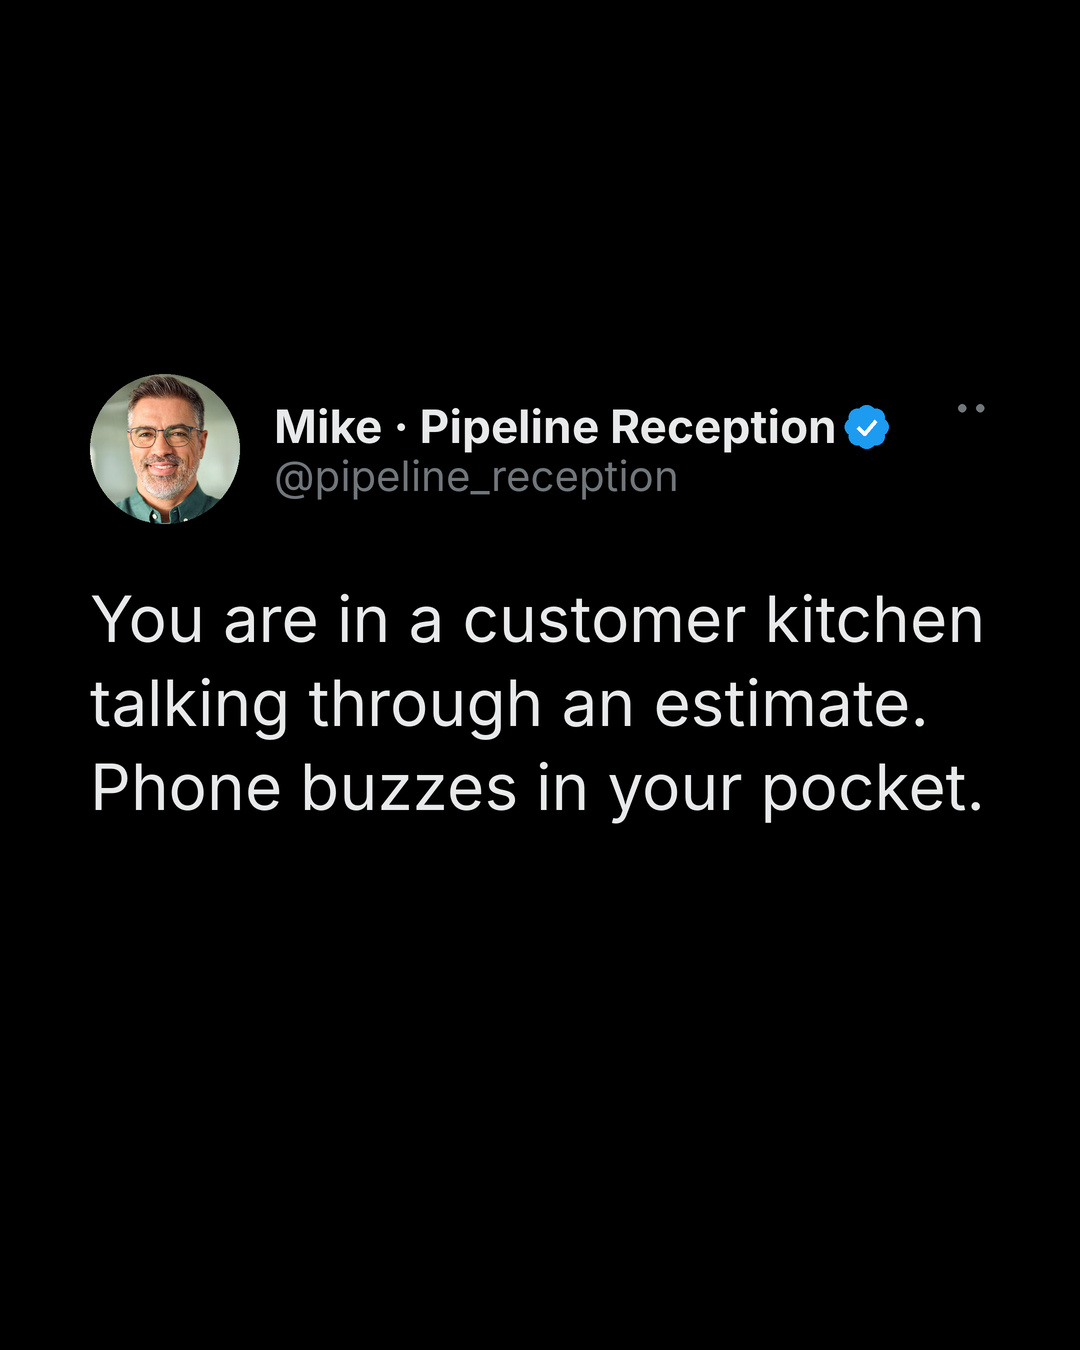 Mike · Pipeline Reception
@pipeline_reception
You are in a customer kitchen
talking through an estimate.
Phone buzzes in your pocket.